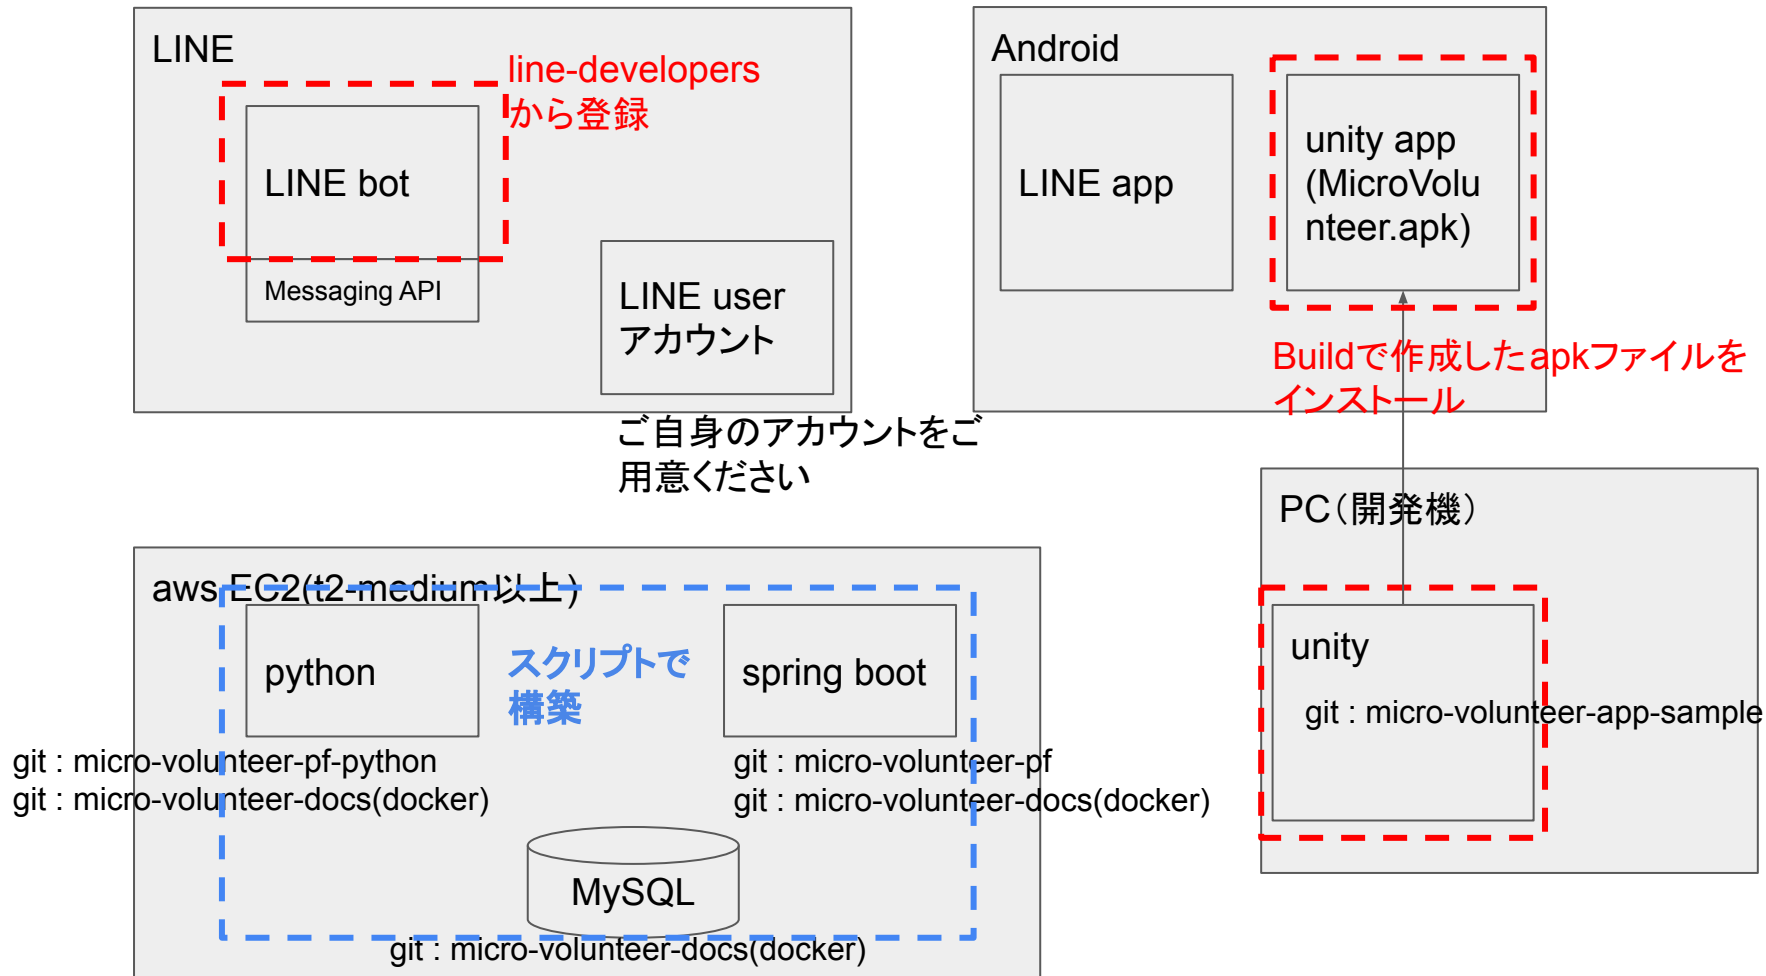 LINE
line-developers
から登録
LINE bot
Messaging API
LINE user
アカウント
ご自身のアカウントをご
用意ください
Android
LINE app
unity app
(MicroVolu
nteer.apk)
Buildで作成したapkファイルを
インストール
PC（開発機）
unity
git : micro-volunteer-app-sample
aws EC2(t2-medium以上)
python
スクリプトで
構築
spring boot
git : micro-volunteer-pf-python
git : micro-volunteer-docs(docker)
git : micro-volunteer-pf
git : micro-volunteer-docs(docker)
MySQL
git : micro-volunteer-docs(docker)